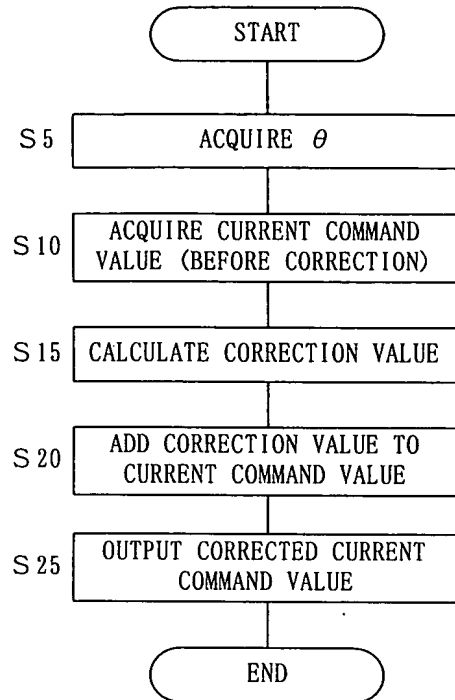 START
S5
ACQUIRE θ
S10
ACQUIRE CURRENT COMMAND
VALUE (BEFORE CORRECTION)
S15
CALCULATE CORRECTION VALUE
S20
ADD CORRECTION VALUE TO
CURRENT COMMAND VALUE
S25
OUTPUT CORRECTED CURRENT
COMMAND VALUE
END